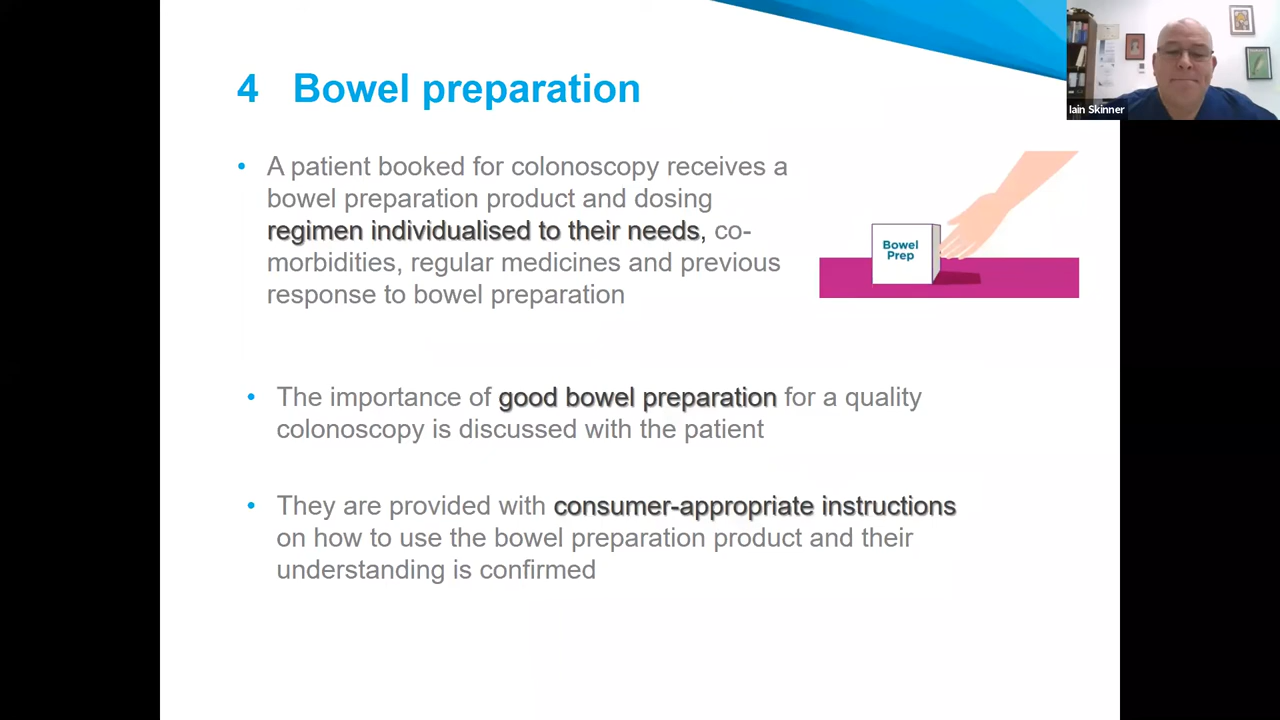 4 Bowel preparation
Iain Skinner
• A patient booked for colonoscopy receives a
bowel preparation product and dosing
regimen individualised to their needs, co-
morbidities, regular medicines and previous
response to bowel preparation
Bowel
Prep
• The importance of good bowel preparation for a quality
colonoscopy is discussed with the patient
• They are provided with consumer-appropriate instructions
on how to use the bowel preparation product and their
understanding is confirmed